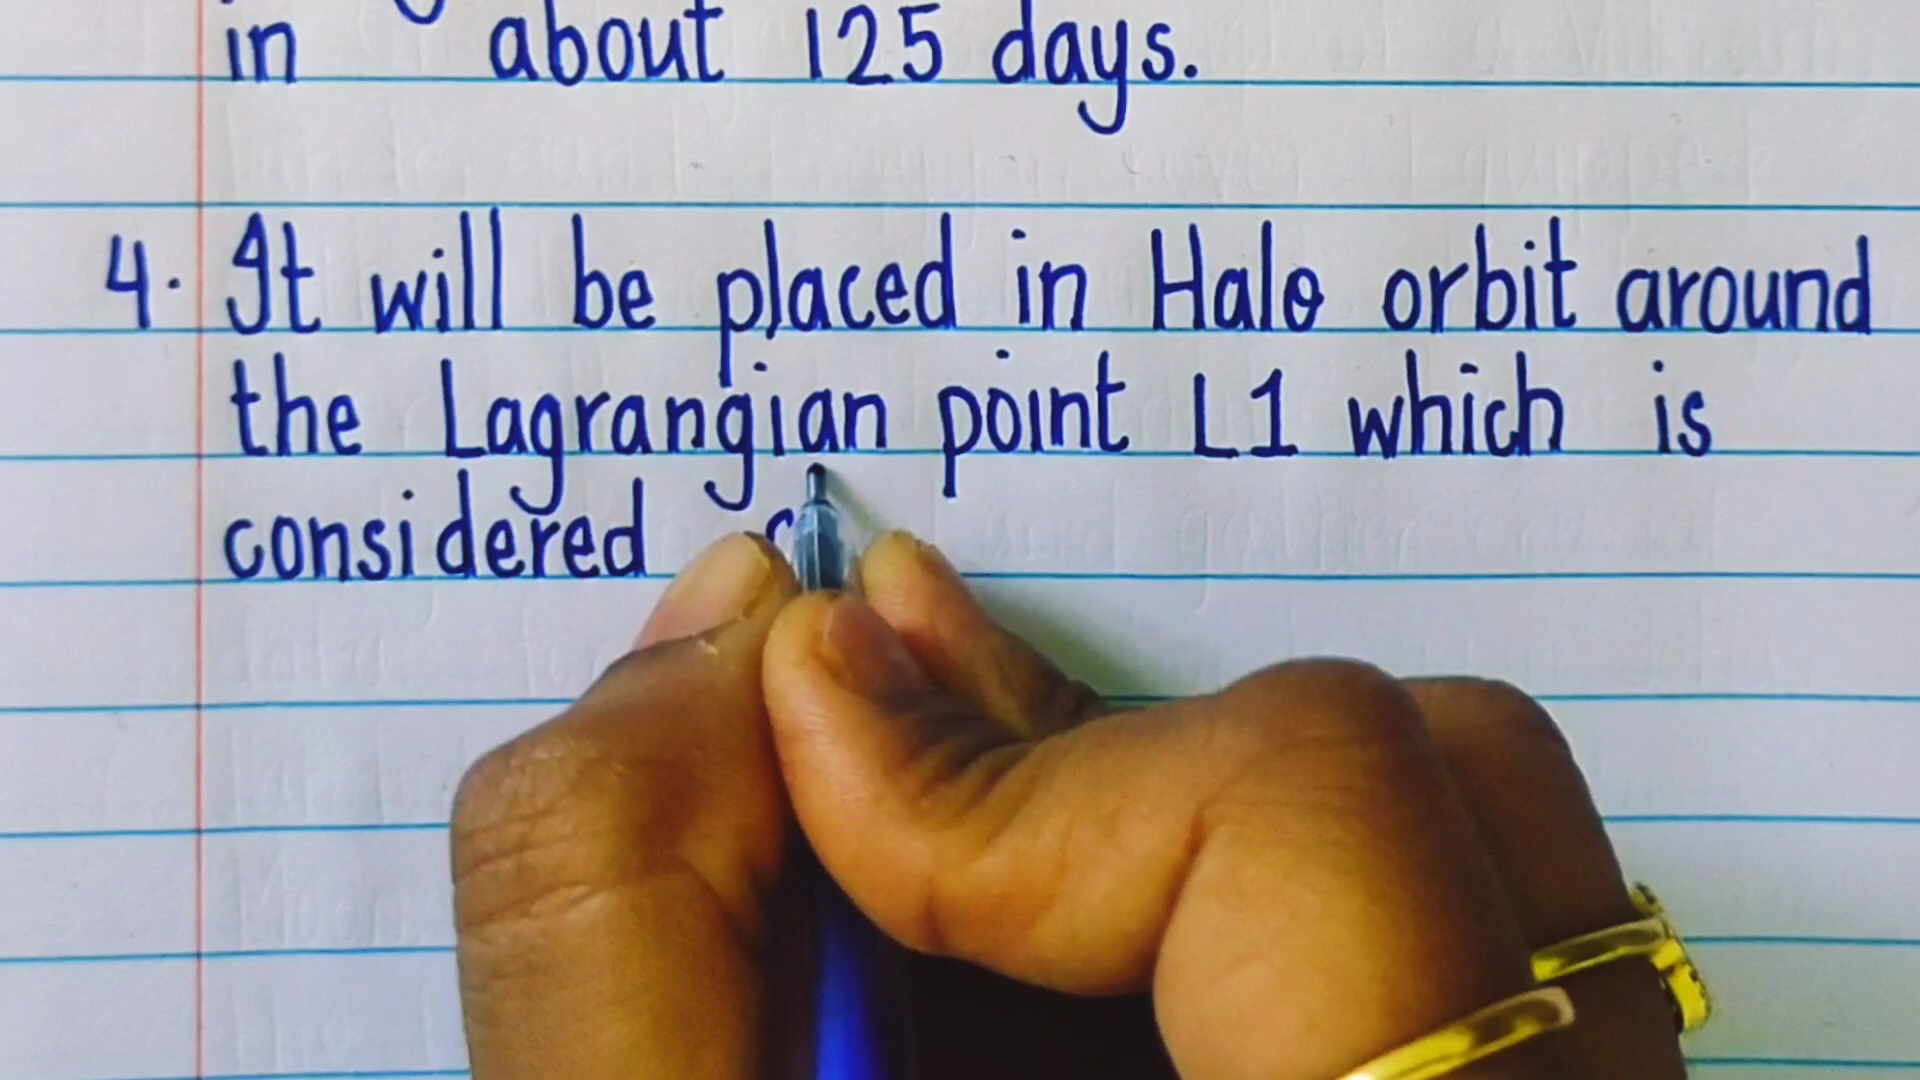 in about 125 days.
4. It will be placed in Halo orbit around
the Lagrangian point L1 which is
considered